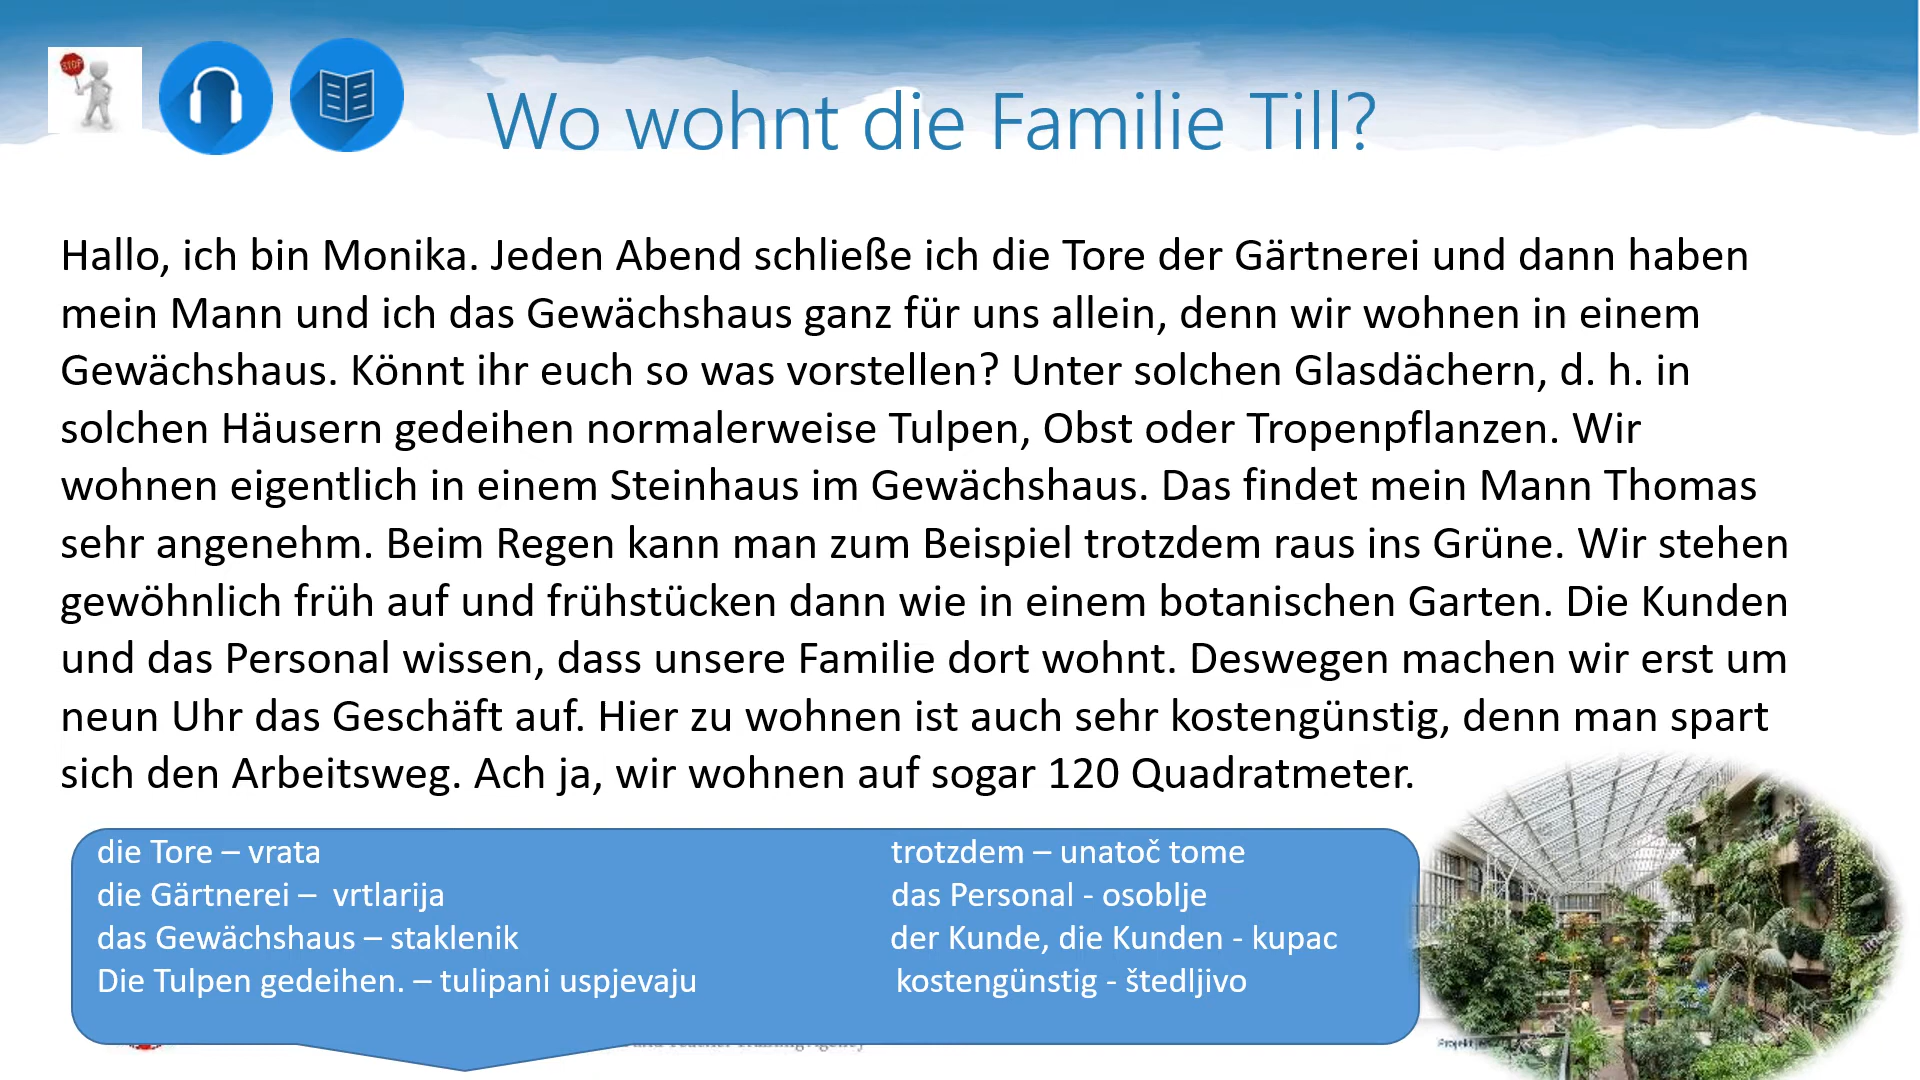 STOP
Wo wohnt die Familie Till?
Hallo, ich bin Monika. Jeden Abend schließe ich die Tore der Gärtnerei und dann haben
mein Mann und ich das Gewächshaus ganz für uns allein, denn wir wohnen in einem
Gewächshaus. Könnt ihr euch so was vorstellen? Unter solchen Glasdächern, d. h. in
solchen Häusern gedeihen normalerweise Tulpen, Obst oder Tropenpflanzen. Wir
wohnen eigentlich in einem Steinhaus im Gewächshaus. Das findet mein Mann Thomas
sehr angenehm. Beim Regen kann man zum Beispiel trotzdem raus ins Grüne. Wir stehen
gewöhnlich früh auf und frühstücken dann wie in einem botanischen Garten. Die Kunden
und das Personal wissen, dass unsere Familie dort wohnt. Deswegen machen wir erst um
neun Uhr das Geschäft auf. Hier zu wohnen ist auch sehr kostengünstig, denn man spart
sich den Arbeitsweg. Ach ja, wir wohnen auf sogar 120 Quadratmeter.
die Tore – vrata
die Gärtnerei – vrtlarija
das Gewächshaus – staklenik
Die Tulpen gedeihen. – tulipani uspjevaju
trotzdem – unatoč tome
das Personal - osoblje
der Kunde, die Kunden - kupac
kostengünstig - štedljivo
Projekt